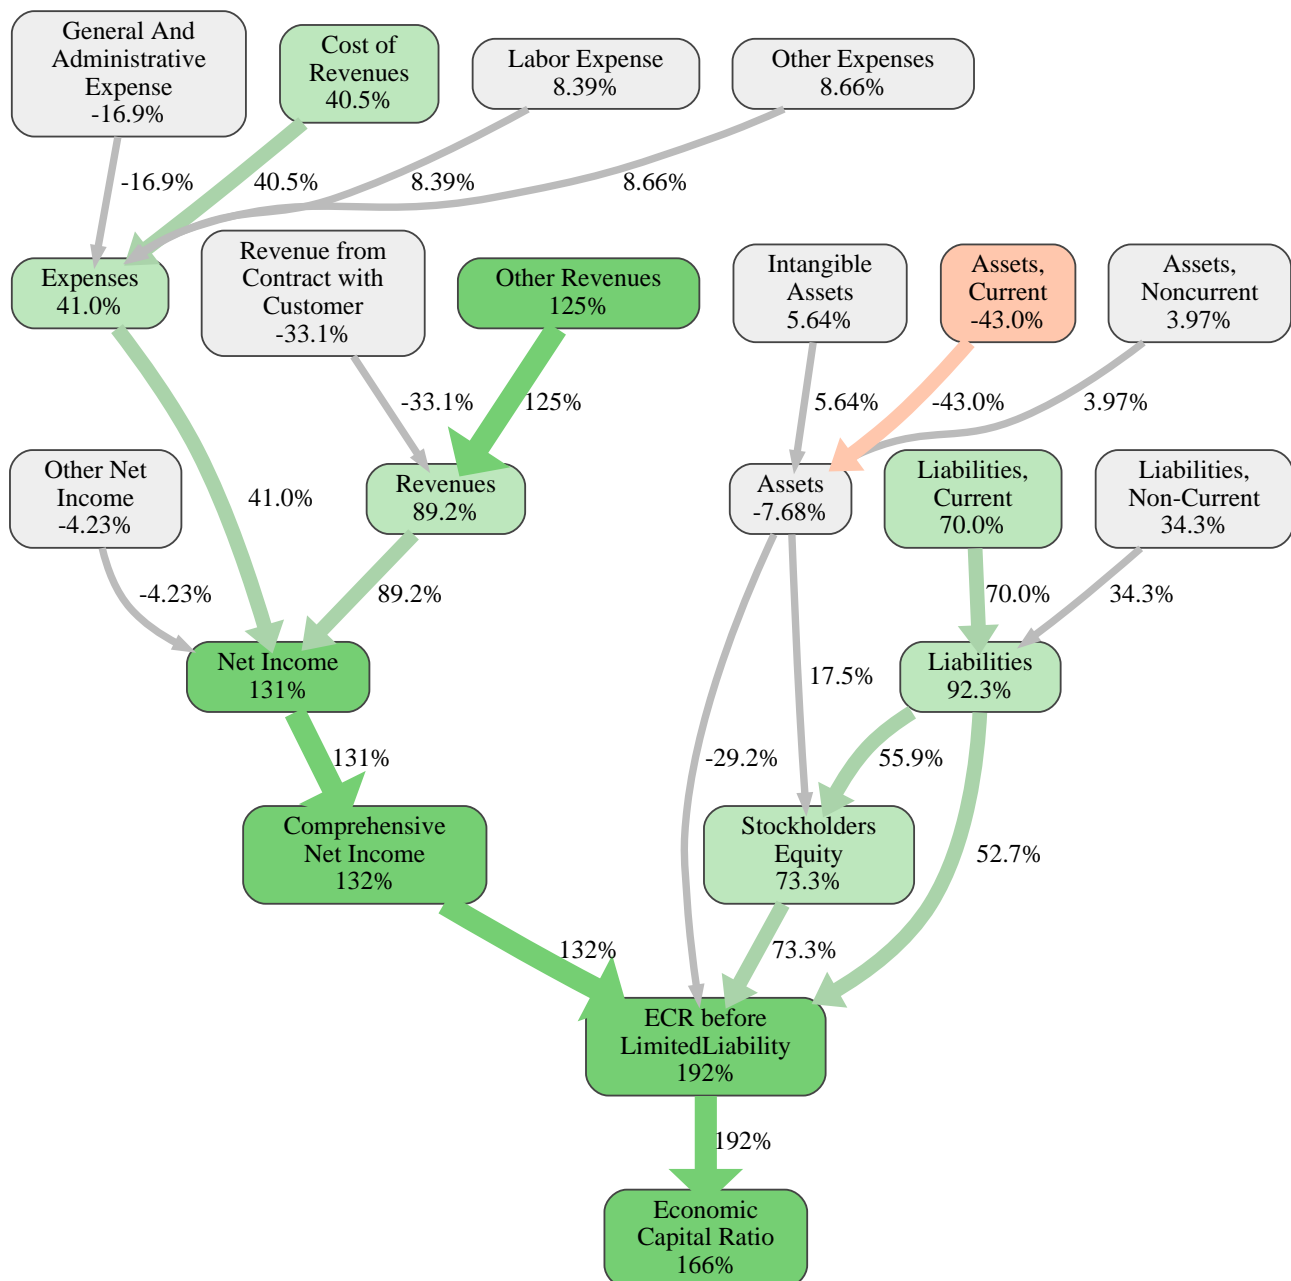 General And
Administrative
Expense
-16.9%
Cost of
Revenues
40.5%
Labor Expense
8.39%
Other Expenses
8.66%
-16.9%
40.5%
8.39%
8.66%
Expenses
41.0%
Revenue from
Contract with
Customer
-33.1%
Other Revenues
125%
Intangible
Assets
5.64%
Assets,
Current
-43.0%
Assets,
Noncurrent
3.97%
-33.1%
125%
5.64%
-43.0%
3.97%
Other Net
Income
-4.23%
41.0%
Revenues
89.2%
Assets
-7.68%
Liabilities,
Current
70.0%
Liabilities,
Non-Current
34.3%
-4.23%
89.2%
70.0%
34.3%
Net Income
131%
17.5%
Liabilities
92.3%
131%
-29.2%
55.9%
Comprehensive
Net Income
132%
Stockholders
Equity
73.3%
52.7%
132%
73.3%
ECR before
LimitedLiability
192%
192%
Economic
Capital Ratio
166%